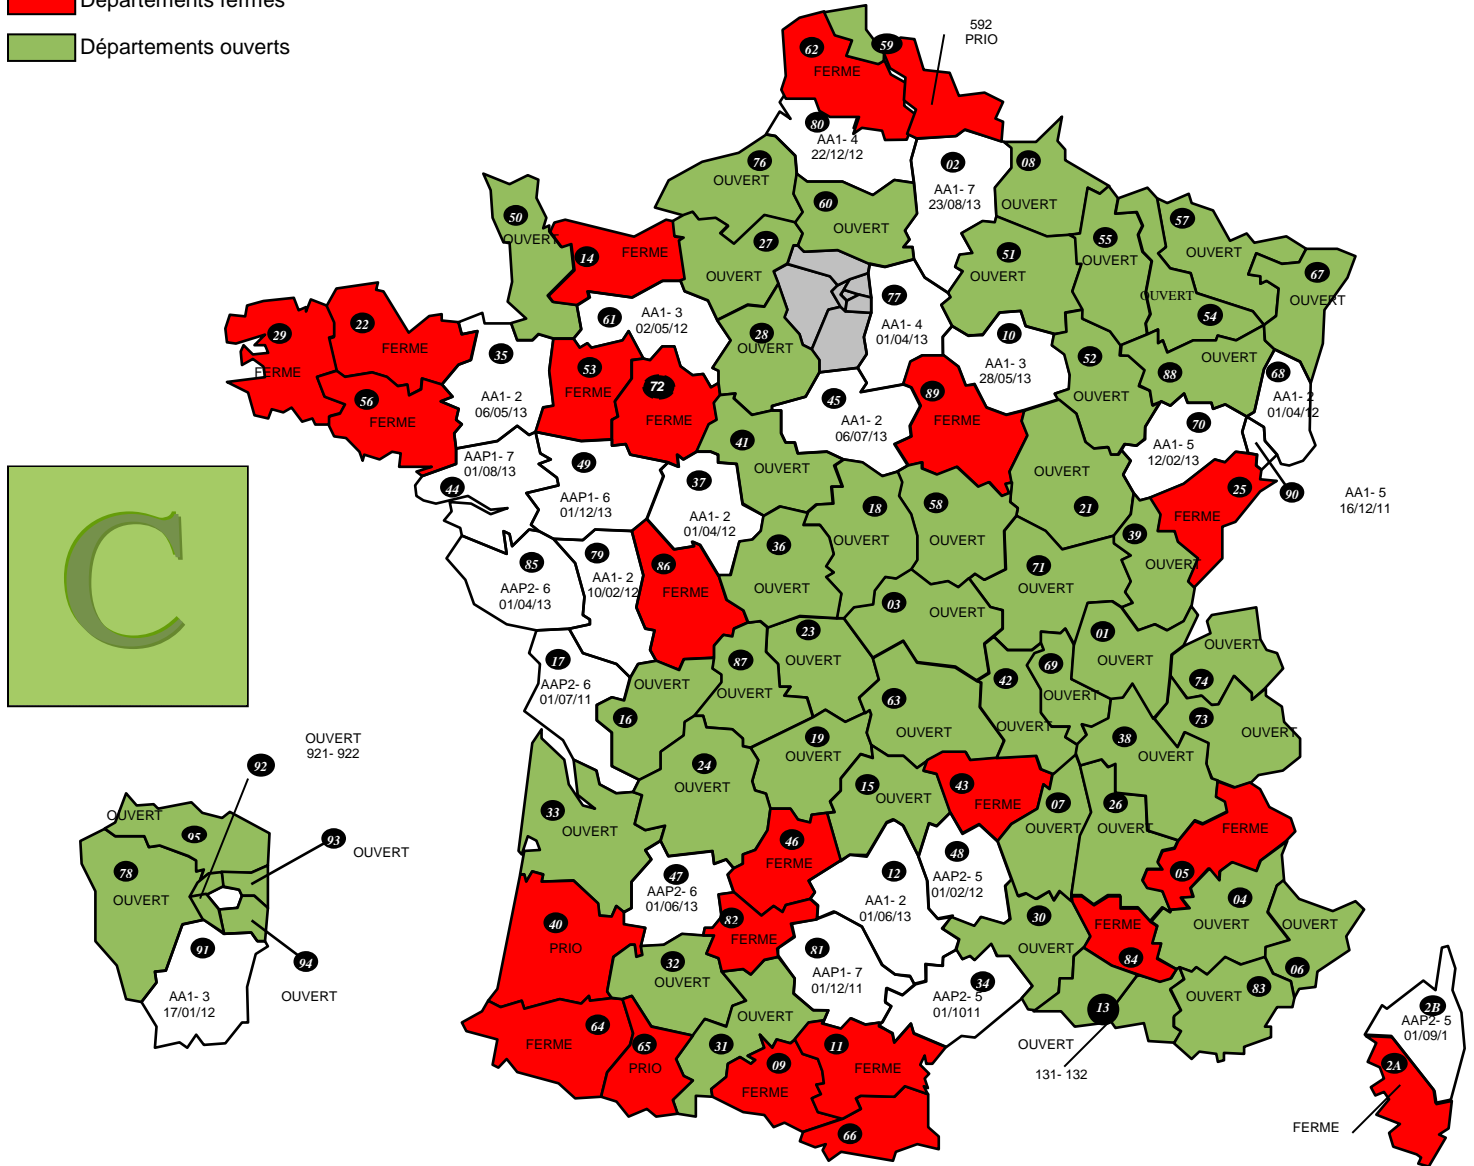 Départements fermés
Départements ouverts
592
PRIO
62
FERME
59
80
AA1- 4
22/12/12
76
OUVERT
02
AA1- 7
23/08/13
08
OUVERT
60
OUVERT
50
OUVERT
14
FERME
27
OUVERT
51
OUVERT
55
OUVERT
57
OUVERT
67
OUVERT
OUVERT
54
77
AA1- 4
01/04/13
61
AA1- 3
02/05/12
29
FERME
22
FERME
35
AA1- 2
06/05/13
28
OUVERT
10
AA1- 3
28/05/13
52
OUVERT
88
68
AA1- 2
01/04/12
53
FERME
72
FERME
56
FERME
45
AA1- 2
06/07/13
89
FERME
70
AA1- 5
12/02/13
41
OUVERT
AAP1- 7
01/08/13
44
49
AAP1- 6
01/12/13
37
AA1- 2
01/04/12
18
OUVERT
58
OUVERT
OUVERT
21
25
FERME
90
AA1- 5
16/12/11
C
85
AAP2- 6
01/04/13
79
AA1- 2
10/02/12
86
FERME
36
OUVERT
39
OUVERT
71
OUVERT
03
OUVERT
23
OUVERT
01
OUVERT
OUVERT
74
17
AAP2- 6
01/07/11
OUVERT
16
87
OUVERT
63
OUVERT
42
OUVERT
69
OUVERT
73
OUVERT
38
OUVERT
19
OUVERT
24
OUVERT
15
OUVERT
43
FERME
07
OUVERT
26
OUVERT
33
OUVERT
46
FERME
FERME
05
47
AAP2- 6
01/06/13
12
AA1- 2
01/06/13
48
AAP2- 5
01/02/12
40
PRIO
82
FERME
30
OUVERT
FERME
84
04
OUVERT
OUVERT
06
32
OUVERT
81
AAP1- 7
01/12/11
34
AAP2- 5
01/1011
OUVERT
83
13
OUVERT
131- 132
64
FERME
65
PRIO
OUVERT
31
09
FERME
11
FERME
66
2B
AAP2- 5
01/09/1
2A
FERME
OUVERT
921- 922
92
OUVERT
95
93
OUVERT
78
OUVERT
91
AA1- 3
17/01/12
94
OUVERT